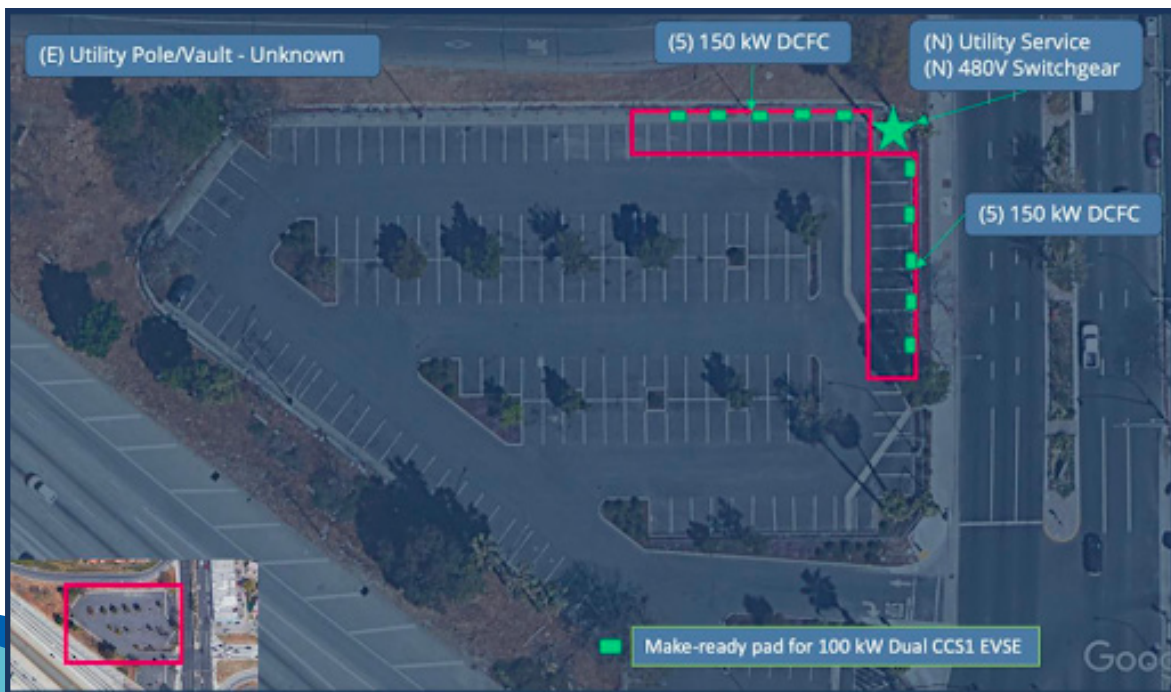 (E) Utility Pole/Vault - Unknown
(5) 150 kW DCFC
(N) Utility Service
(N) 480V Switchgear
(5) 150 kW DCFC
Make-ready pad for 100 kW Dual CCS1 EVSE
Goo